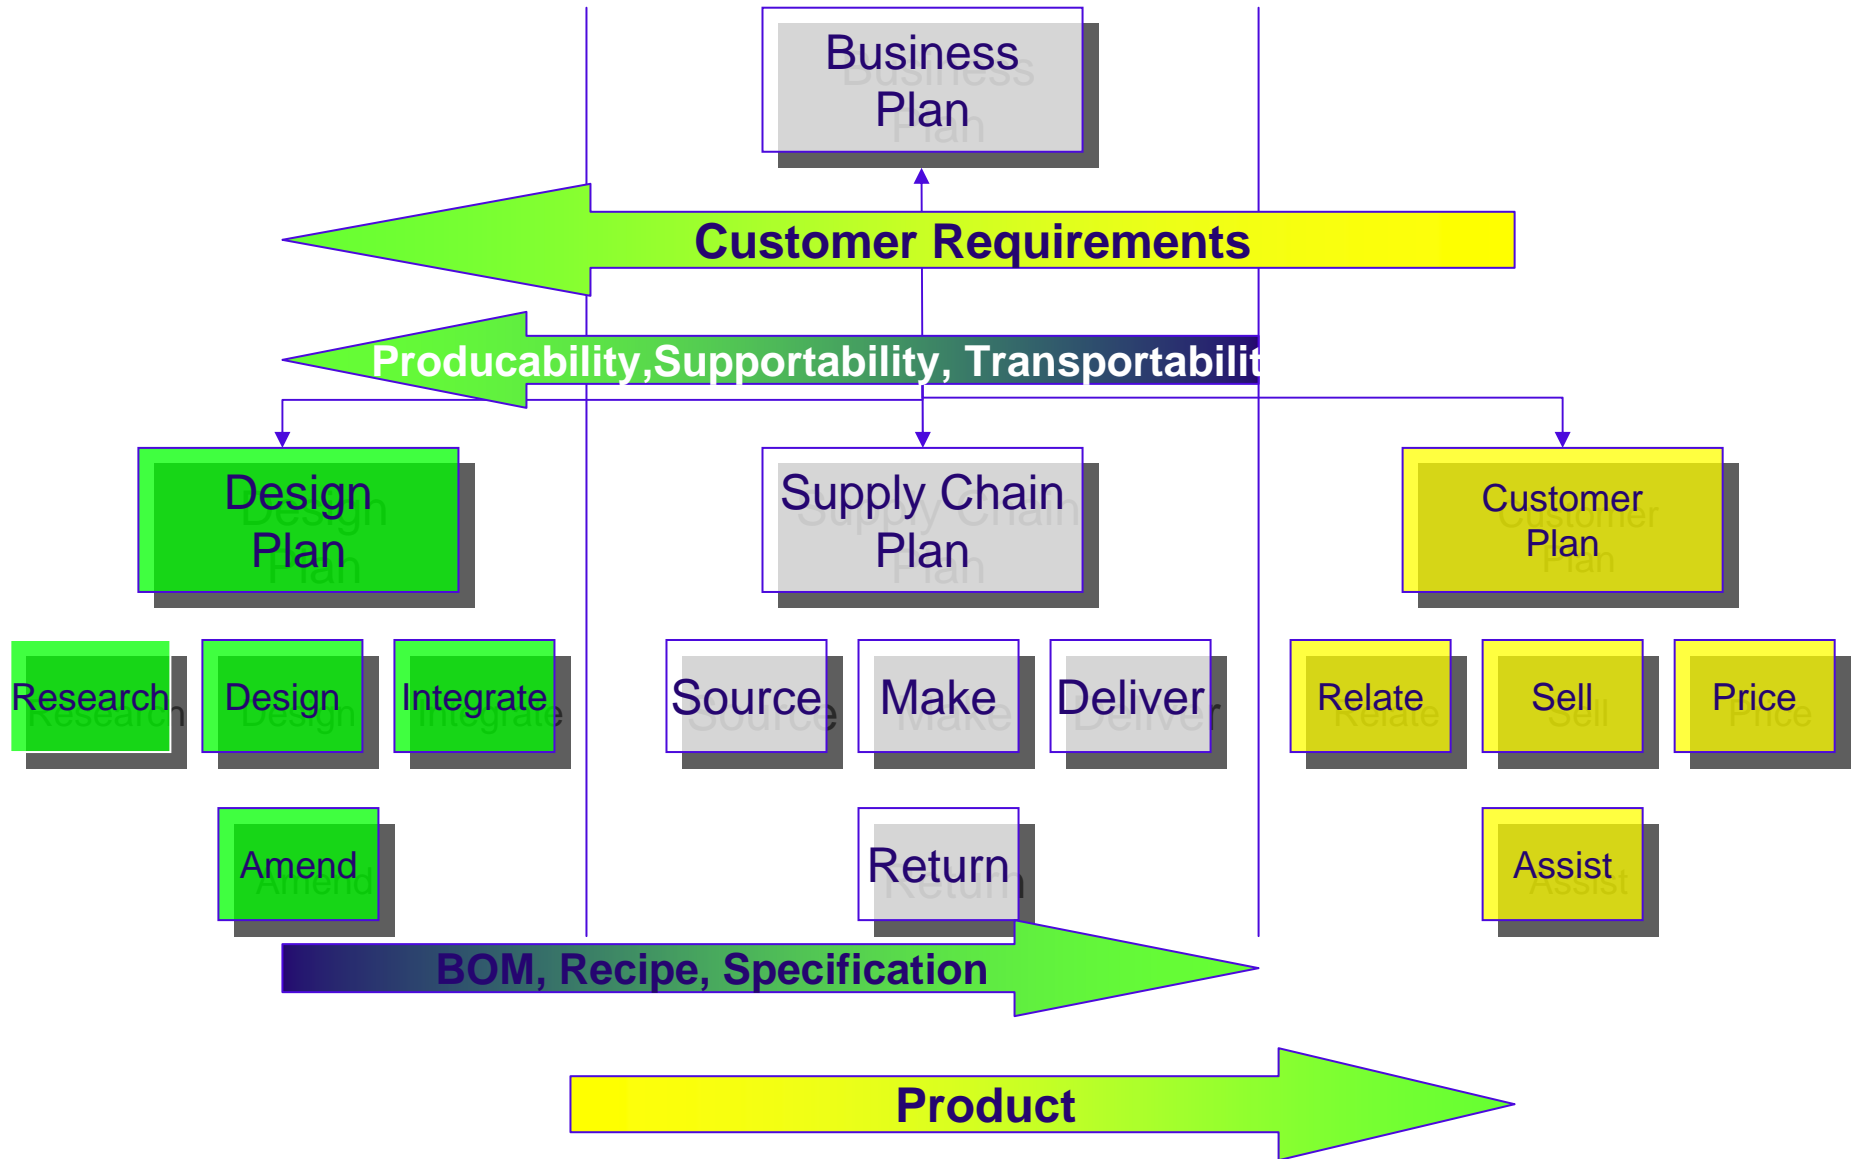 Business
Plan
Customer Requirements
Producability,Supportability, Transportabilit
Design
Plan
Supply Chain
Plan
Customer
Plan
Research
Design
Integrate
Source
Make
Deliver
Relate
Sell
Price
Amend
Return
Assist
BOM, Recipe, Specification
Product